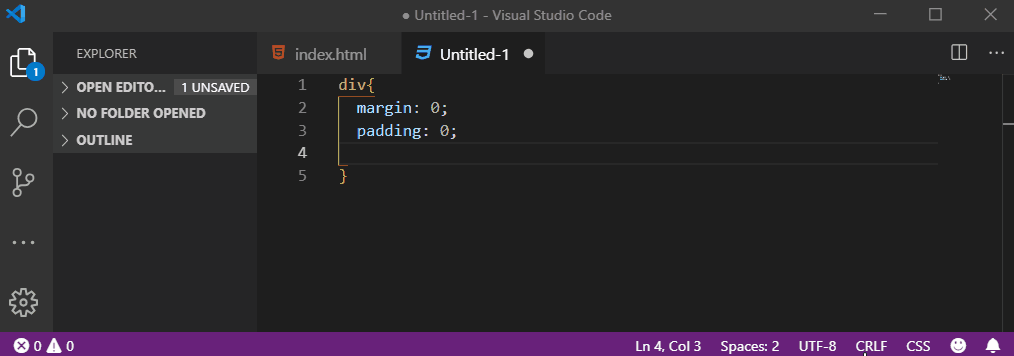 ● Untitled-1 - Visual Studio Code
EXPLORER
index.html
Untitled-1 ●
1
OPEN EDITO... 1 UNSAVED
NO FOLDER OPENED
OUTLINE
1 div{
2 margin: 0;
3 padding: 0;
4
5 }
0 0
Ln 4, Col 3 Spaces: 2 UTF-8 CRLF CSS